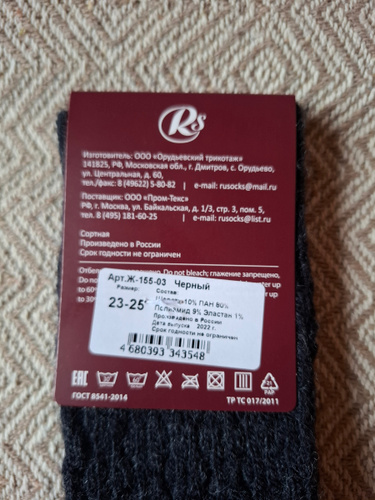 Rs
Изготовитель: ООО «Орудьевский трикотаж»
141825, РФ, Московская обл., г. Дмитров, с. Орудьево,
ул. Центральная, д. 60,
тел./факс: 8 (49622) 5-80-82 | e-mail: rusocks@mail.ru
Поставщик: ООО «Пром-Текс»
РФ, г. Москва, ул. Байкальская, д. 1/3, стр. 3, пом. 5,
тел. 8 (495) 181-60-25 | e-mail: rusocks@list.ru
Сортная
Произведено в России
Срок годности не ограничен
Do not bleach; глажение запрещено,
Арт.Ж-155-03 Черный
Размер: Состав:
23-25 10% ПАН 80%
Полиамид 9% Эластан 1%
Произведено в России
Дата выпуска 2022 г.
Срок годности не ограничен
4 680393 343548
EAC
PAP
ГОСТ 8541-2014 ТР ТС 017/2011